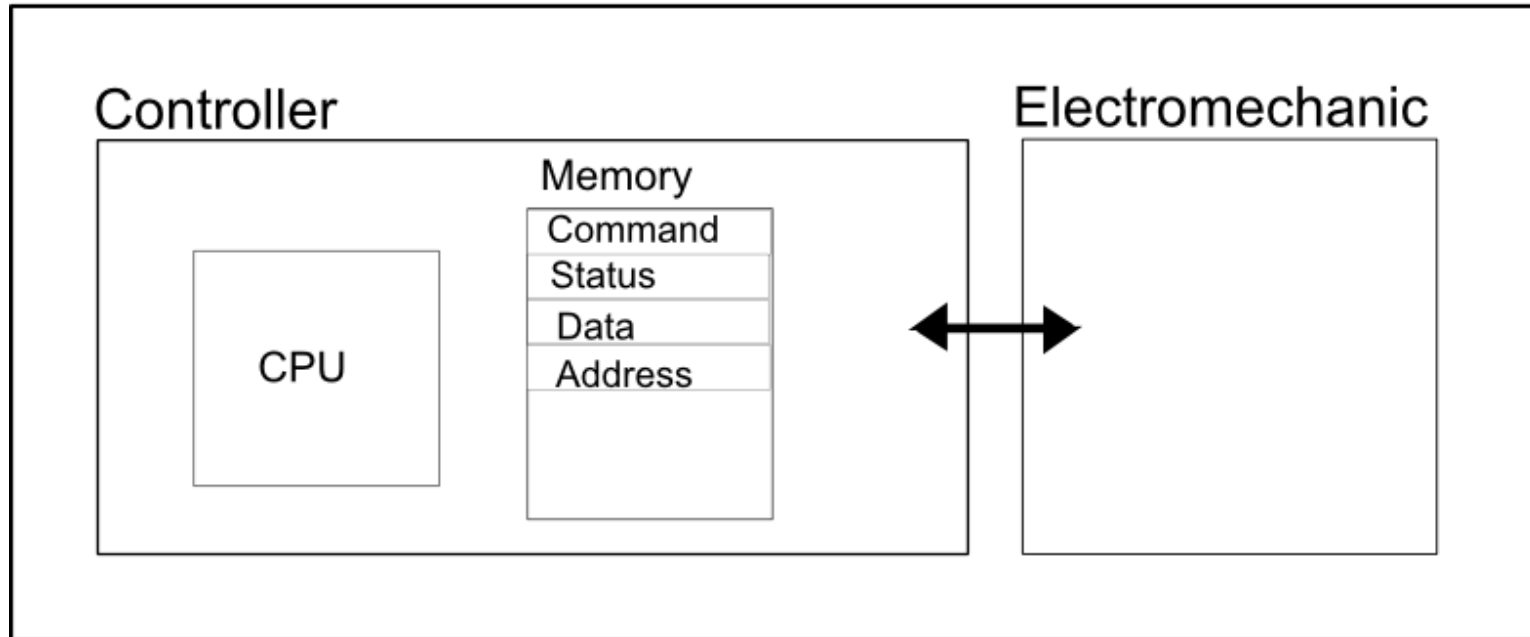 Controller
Electromechanic
Memory
Command
Status
Data
Address
CPU